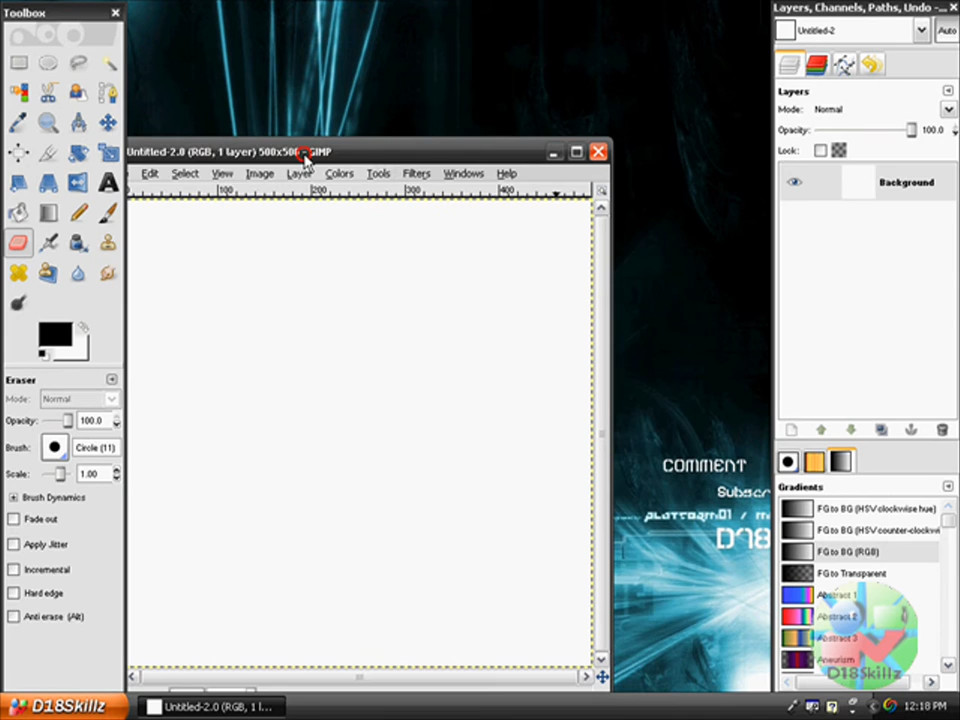 Toolbox
Layers, Channels, Paths, Undo -...
Untitled-2
Auto
Layers
Mode: Normal
Opacity: 100.0
Lock:
Background
Untitled-2.0 (RGB, 1 layer) 500x500
GIMP
Edit Select View Image Layer Colors Tools Filters Windows Help
100 200 300 400
Eraser
Mode: Normal
Opacity: 100.0
Brush: Circle (11)
Scale: 1.00
Brush Dynamics
Fade out
Apply Jitter
Incremental
Hard edge
Anti erase (Alt)
COMMENT
Subscr
D18
Gradients
FG to BG (HSV clockwise hue)
FG to BG (HSV counter-clockwi
FG to BG (RGB)
FG to Transparent
Abstract 1
Abstract 2
Abstract 3
Aneurism
D18Skillz
D18Skillz
Untitled-2.0 (RGB, 1 l...
12:18 PM